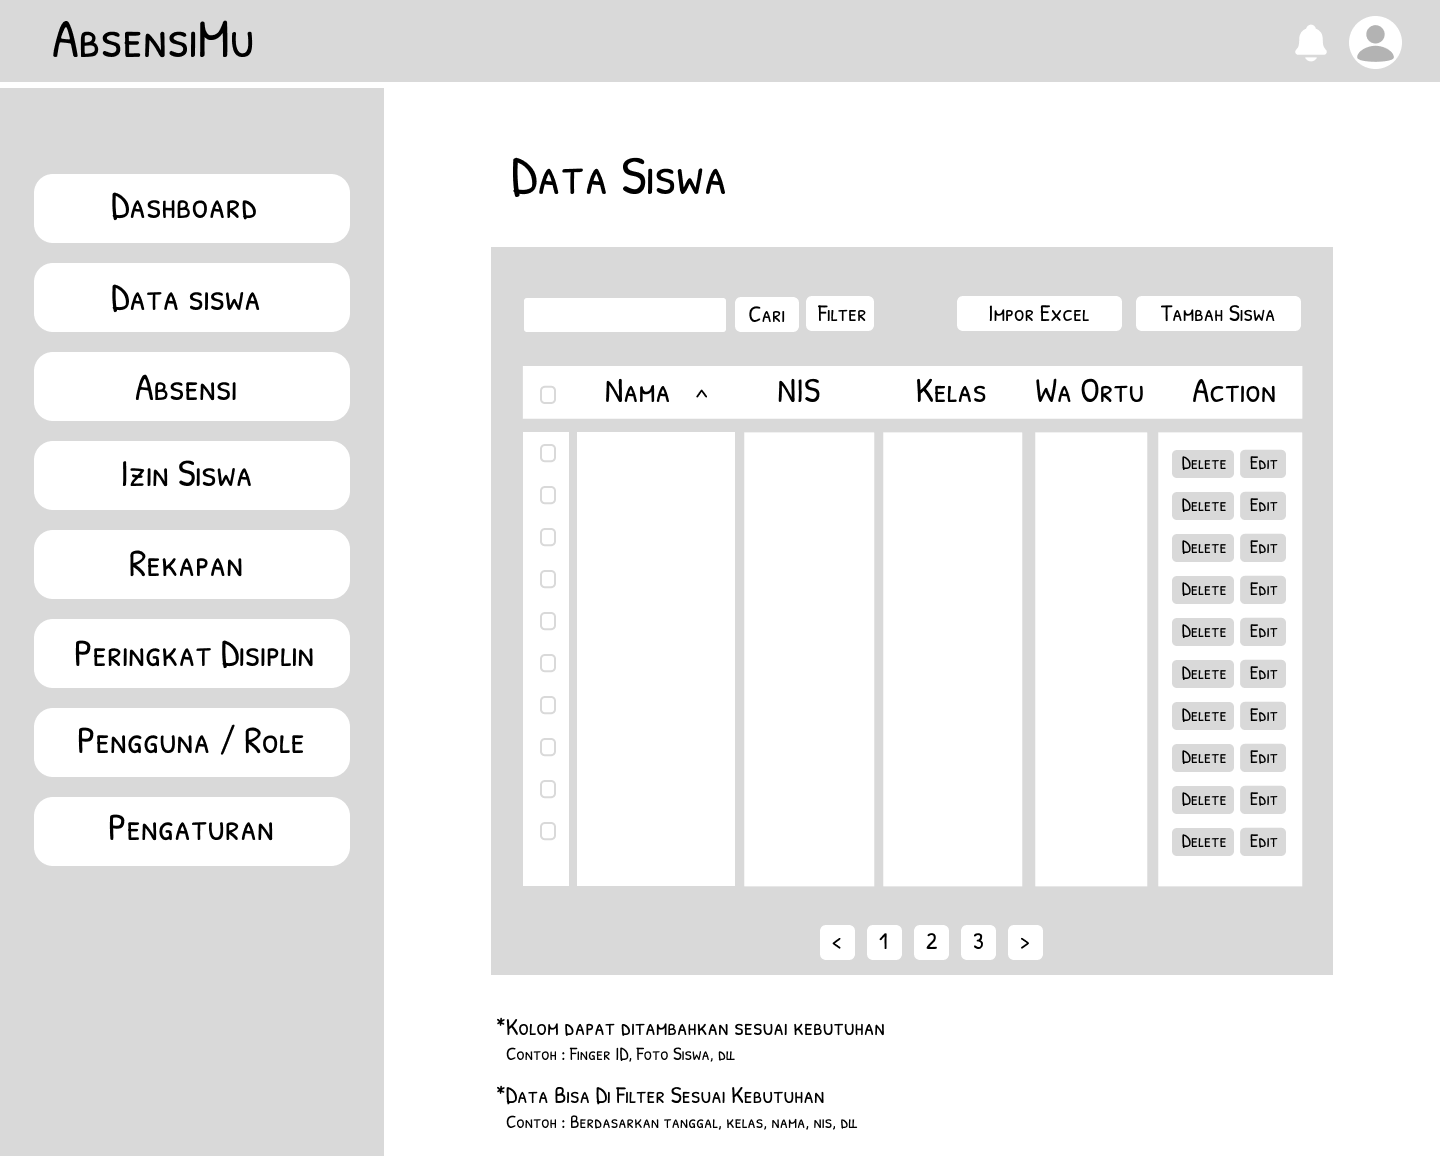 AbsensiMu
Dashboard
Data siswa
Absensi
Izin Siswa
Rekapan
Peringkat Disiplin
Pengguna / Role
Pengaturan
Data Siswa
Cari Filter Impor Excel Tambah Siswa
Nama ^ NIS Kelas Wa Ortu Action
Delete Edit
Delete Edit
Delete Edit
Delete Edit
Delete Edit
Delete Edit
Delete Edit
Delete Edit
Delete Edit
Delete Edit
< 1 2 3 >
*Kolom dapat ditambahkan sesuai kebutuhan
Contoh : Finger ID, Foto Siswa, dll
*Data Bisa Di Filter Sesuai Kebutuhan
Contoh : Berdasarkan tanggal, kelas, nama, nis, dll